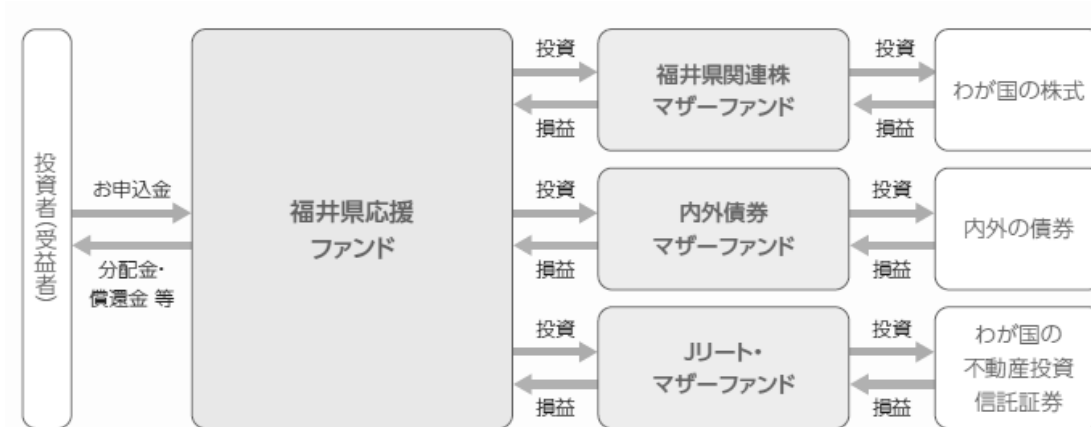 投資者（受益者）
お申込金
分配金・
償還金 等
福井県応援
ファンド
投資
損益
福井県関連株
マザーファンド
投資
損益
わが国の株式
投資
損益
内外債券
マザーファンド
投資
損益
内外の債券
投資
損益
Jリート・
マザーファンド
投資
損益
わが国の
不動産投資
信託証券